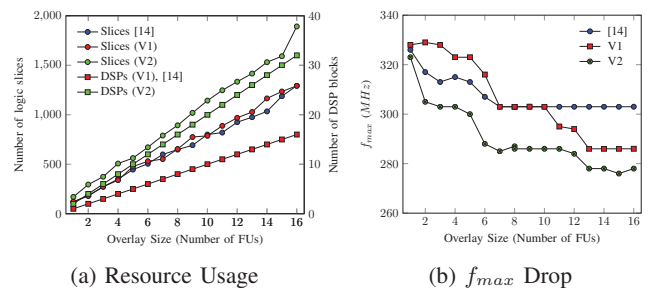 2,000
1,500
1,000
500
0
40
30
20
10
0
2 4 6 8 10 12 14 16
Number of logic slices
Number of DSP blocks
Overlay Size (Number of FUs)
Slices [14]
Slices (V1)
Slices (V2)
DSPs (V1), [14]
DSPs (V2)
(a) Resource Usage
340
320
300
280
260
2 4 6 8 10 12 14 16
f_max (MHz)
Overlay Size (Number of FUs)
[14]
V1
V2
(b) f_max Drop